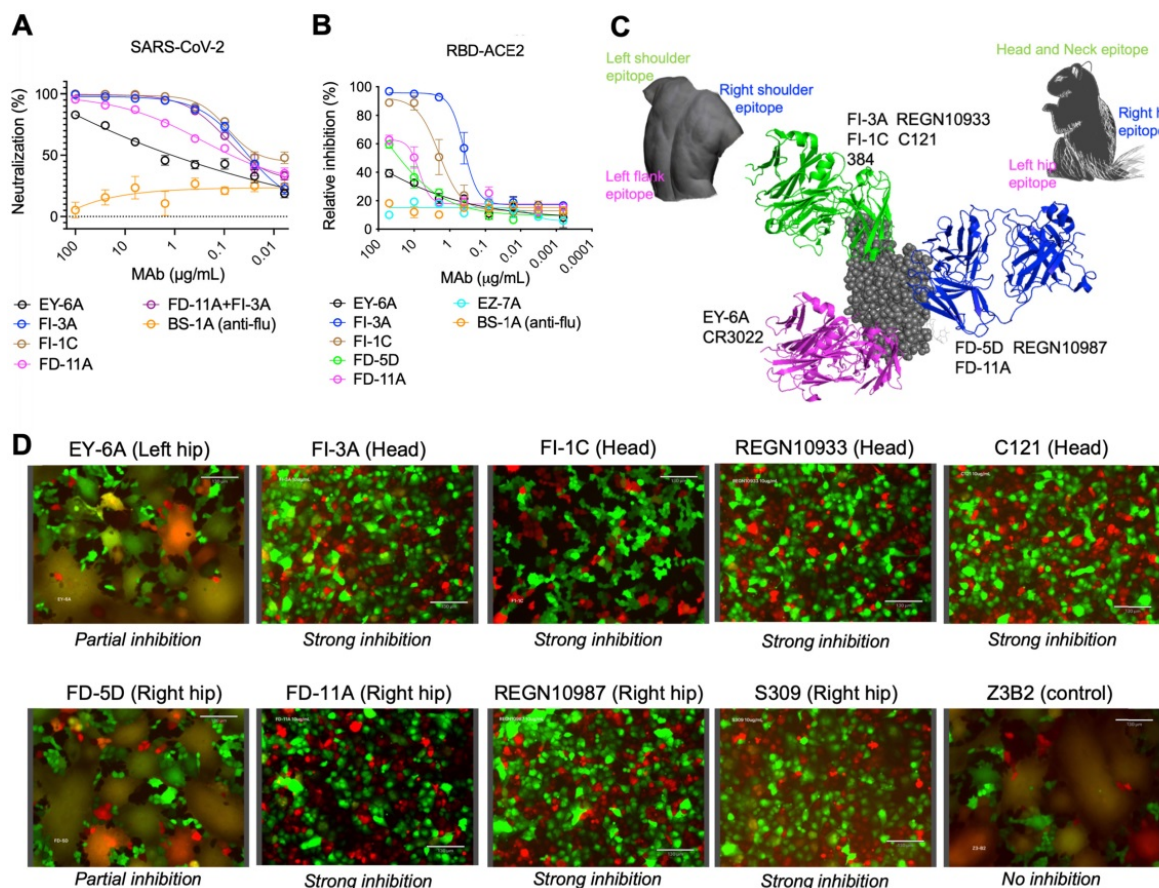 A
SARS-CoV-2
Neutralization (%)
100
50
0
100
10
1
0.1
0.01
MAb (µg/mL)
EY-6A
FI-3A
FI-1C
FD-11A
FD-11A+FI-3A
BS-1A (anti-flu)
B
RBD-ACE2
Relative inhibition (%)
100
80
60
40
20
0
100
10
1
0.1
0.01
0.001
0.0001
MAb (µg/mL)
EY-6A
FI-3A
FI-1C
FD-5D
FD-11A
EZ-7A
BS-1A (anti-flu)
C
Left shoulder
epitope
Right shoulder
epitope
Left flank
epitope
Head and Neck epitope
Right h
epitope
Left hip
epitope
FI-3A REGN10933
FI-1C C121
384
EY-6A
CR3022
FD-5D REGN10987
FD-11A
D
EY-6A (Left hip)
FI-3A (Head)
FI-1C (Head)
REGN10933 (Head)
C121 (Head)
Partial inhibition
Strong inhibition
Strong inhibition
Strong inhibition
Strong inhibition
FD-5D (Right hip)
FD-11A (Right hip)
REGN10987 (Right hip)
S309 (Right hip)
Z3B2 (control)
Partial inhibition
Strong inhibition
Strong inhibition
Strong inhibition
No inhibition